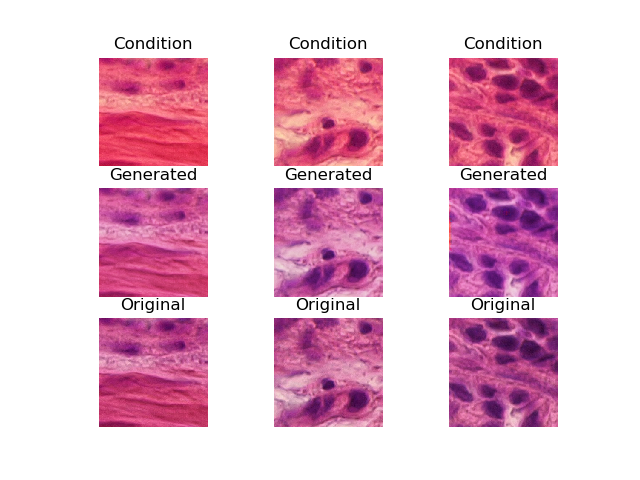 Condition Condition Condition
Generated Generated Generated
Original Original Original